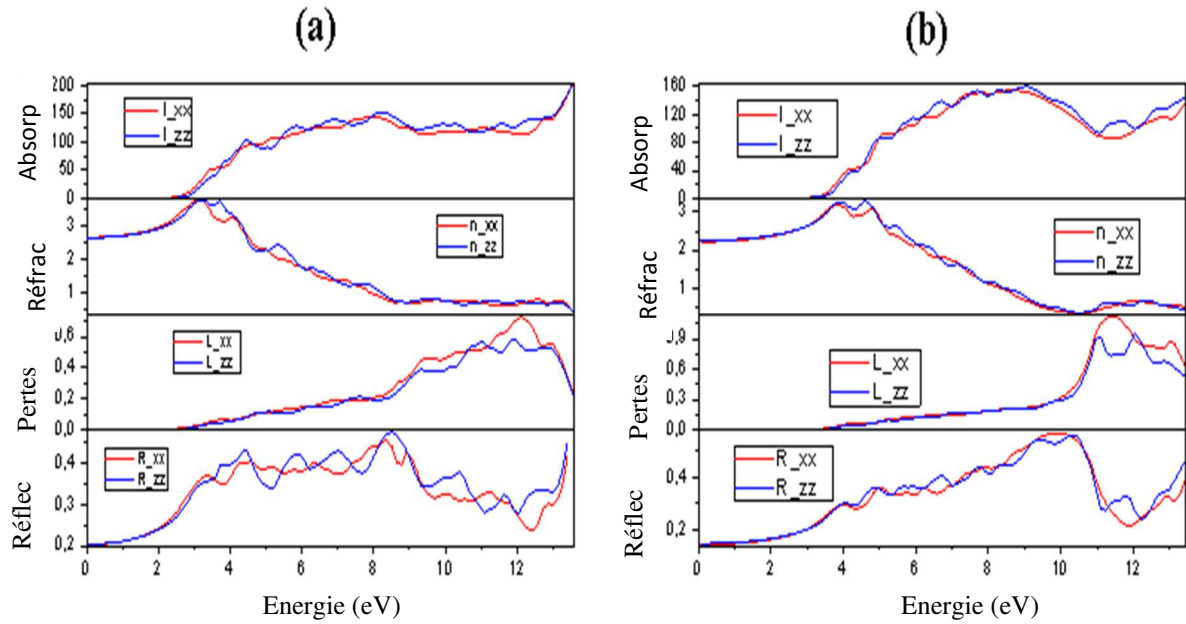 (a)
Absorp
200
150
100
50
0
I_xx
I_zz
Réfrac
3
2
1
n_xx
n_zz
Pertes
0,6
0,4
0,2
0,0
L_xx
L_zz
Réflec
0,4
0,3
0,2
R_xx
R_zz
0 2 4 6 8 10 12
Energie (eV)
(b)
Absorp
160
120
80
40
0
I_xx
I_zz
Réfrac
3
2
n_xx
n_zz
Pertes
0,9
0,6
0,3
0,0
L_xx
L_zz
Réflec
0,4
0,2
R_xx
R_zz
0 2 4 6 8 10 12
Energie (eV)